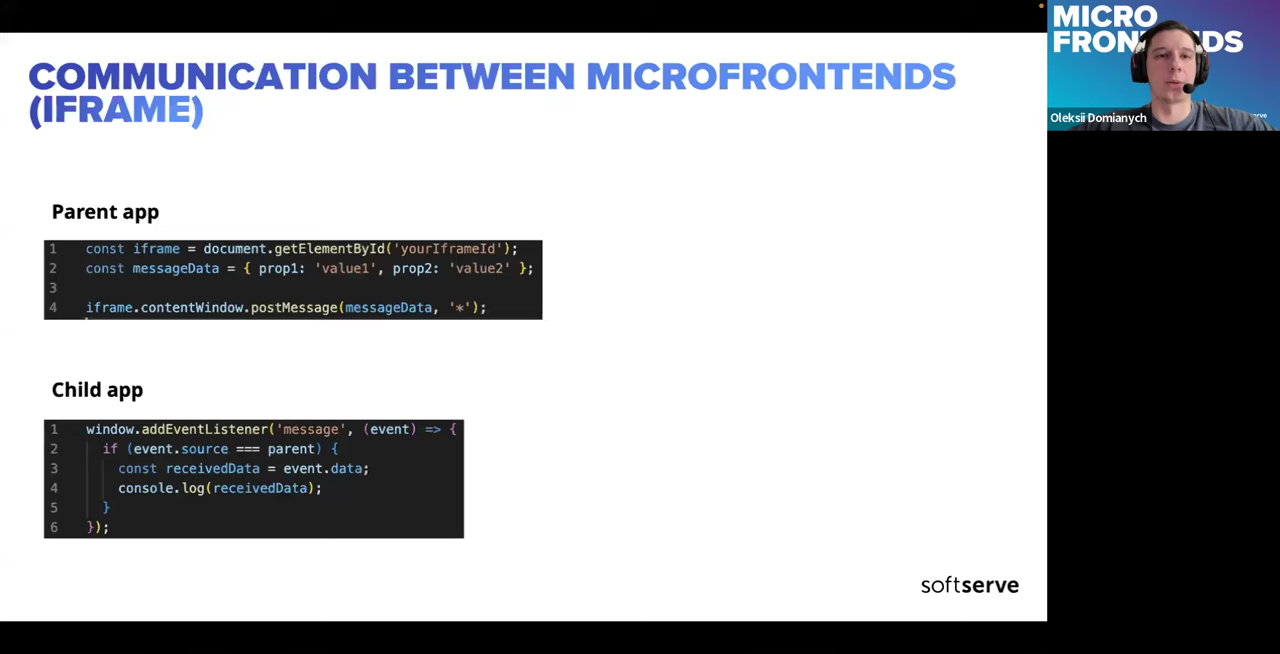 COMMUNICATION BETWEEN MICROFRONTENDS
(IFRAME)
Parent app
1 const iframe = document.getElementById('yourIframeId');
2 const messageData = { prop1: 'value1', prop2: 'value2' };
3
4 iframe.contentWindow.postMessage(messageData, '*');
Child app
1 window.addEventListener('message', (event) => {
2 if (event.source === parent) {
3 const receivedData = event.data;
4 console.log(receivedData);
5 }
6 });
softserve
MICRO
FRONTENDS
Oleksii Domianych